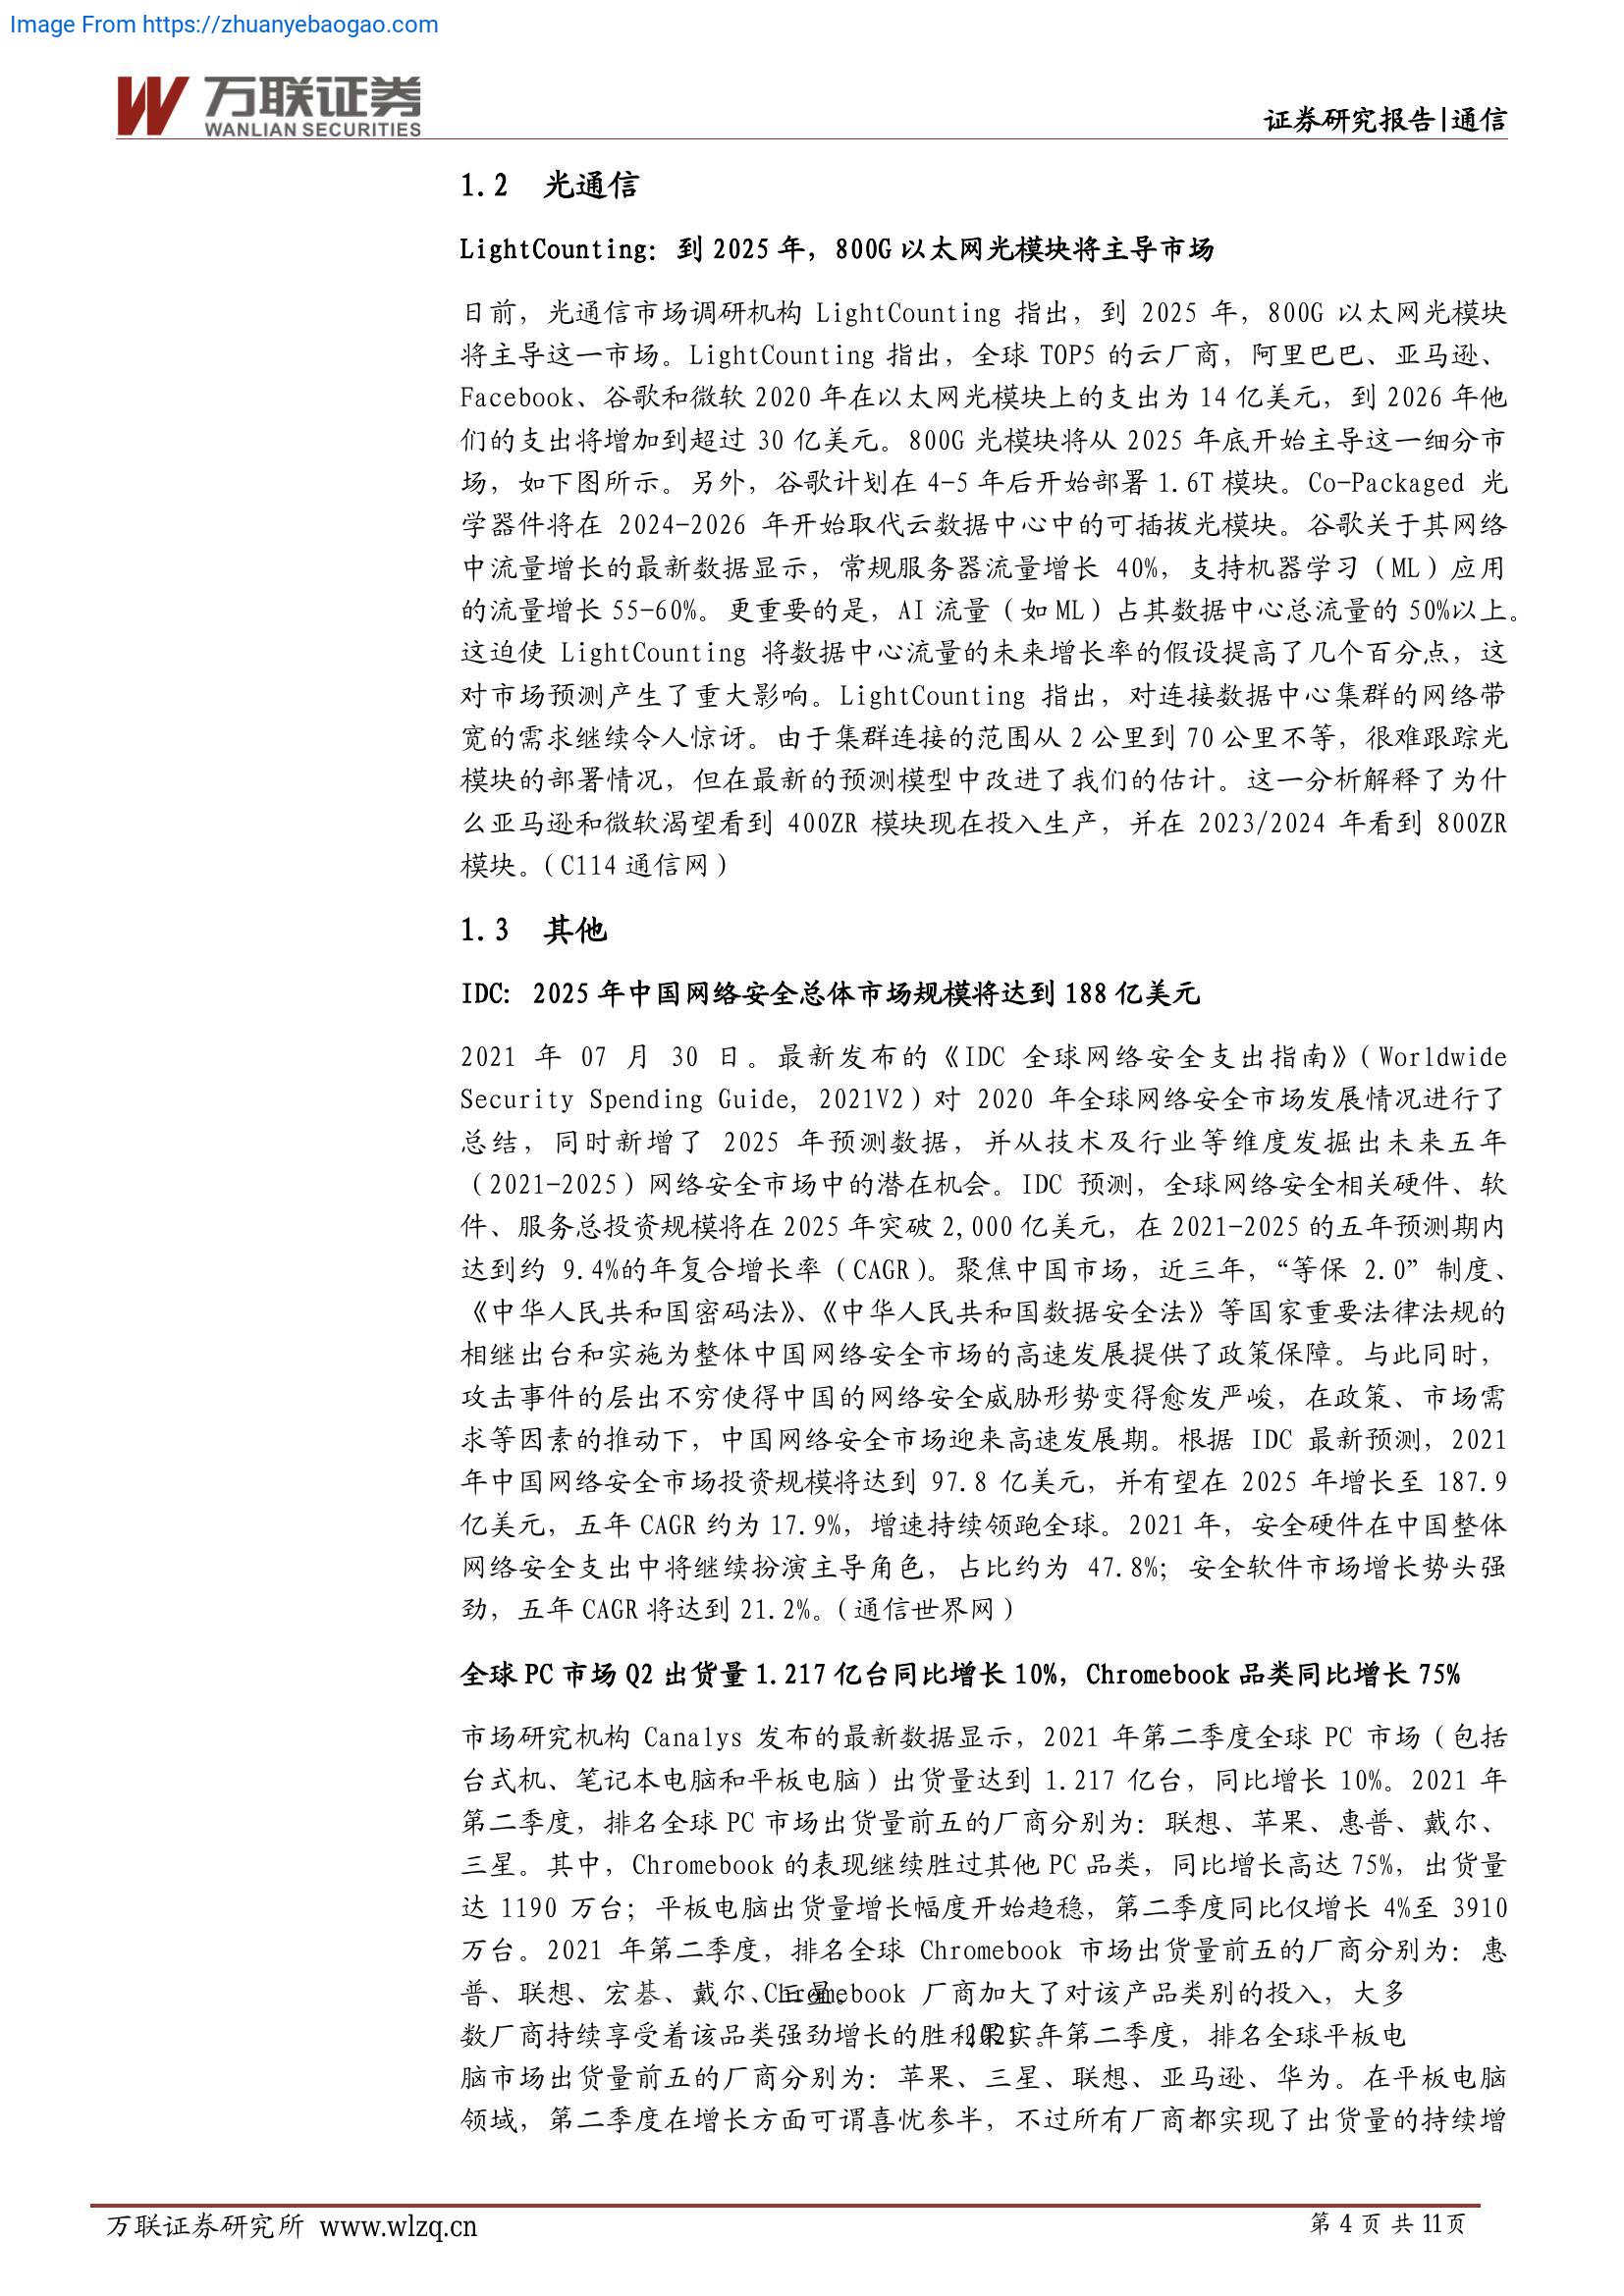 Image From https://zhuanyebaogao.com
万联证券
WANLIAN SECURITIES
证券研究报告|通信
1.2 光通信
LightCounting：到 2025 年，800G 以太网光模块将主导市场
日前，光通信市场调研机构 LightCounting 指出，到 2025 年，800G 以太网光模块
将主导这一市场。LightCounting 指出，全球 TOP5 的云厂商，阿里巴巴、亚马逊、
Facebook、谷歌和微软 2020 年在以太网光模块上的支出为 14 亿美元，到 2026 年他
们的支出将增加到超过 30 亿美元。800G 光模块将从 2025 年底开始主导这一细分市
场，如下图所示。另外，谷歌计划在 4-5 年后开始部署 1.6T 模块。Co-Packaged 光
学器件将在 2024-2026 年开始取代云数据中心中的可插拔光模块。谷歌关于其网络
中流量增长的最新数据显示，常规服务器流量增长 40%，支持机器学习（ML）应用
的流量增长 55-60%。更重要的是，AI 流量（如 ML）占其数据中心总流量的 50%以上。
这迫使 LightCounting 将数据中心流量的未来增长率的假设提高了几个百分点，这
对市场预测产生了重大影响。LightCounting 指出，对连接数据中心集群的网络带
宽的需求继续令人惊讶。由于集群连接的范围从 2 公里到 70 公里不等，很难跟踪光
模块的部署情况，但在最新的预测模型中改进了我们的估计。这一分析解释了为什
么亚马逊和微软渴望看到 400ZR 模块现在投入生产，并在 2023/2024 年看到 800ZR
模块。（C114 通信网）
1.3 其他
IDC：2025 年中国网络安全总体市场规模将达到 188 亿美元
2021 年 07 月 30 日。最新发布的《IDC 全球网络安全支出指南》（Worldwide
Security Spending Guide, 2021V2）对 2020 年全球网络安全市场发展情况进行了
总结，同时新增了 2025 年预测数据，并从技术及行业等维度发掘出未来五年
（2021-2025）网络安全市场中的潜在机会。IDC 预测，全球网络安全相关硬件、软
件、服务总投资规模将在 2025 年突破 2,000 亿美元，在 2021-2025 的五年预测期内
达到约 9.4%的年复合增长率（CAGR）。聚焦中国市场，近三年，“等保 2.0” 制度、
《中华人民共和国密码法》、《中华人民共和国数据安全法》等国家重要法律法规的
相继出台和实施为整体中国网络安全市场的高速发展提供了政策保障。与此同时，
攻击事件的层出不穷使得中国的网络安全威胁形势变得愈发严峻，在政策、市场需
求等因素的推动下，中国网络安全市场迎来高速发展期。根据 IDC 最新预测，2021
年中国网络安全市场投资规模将达到 97.8 亿美元，并有望在 2025 年增长至 187.9
亿美元，五年 CAGR 约为 17.9%，增速持续领跑全球。2021 年，安全硬件在中国整体
网络安全支出中将继续扮演主导角色，占比约为 47.8%；安全软件市场增长势头强
劲，五年 CAGR 将达到 21.2%。（通信世界网）
全球 PC 市场 Q2 出货量 1.217 亿台同比增长 10%，Chromebook 品类同比增长 75%
市场研究机构 Canalys 发布的最新数据显示，2021 年第二季度全球 PC 市场（包括
台式机、笔记本电脑和平板电脑）出货量达到 1.217 亿台，同比增长 10%。2021 年
第二季度，排名全球 PC 市场出货量前五的厂商分别为：联想、苹果、惠普、戴尔、
三星。其中，Chromebook 的表现继续胜过其他 PC 品类，同比增长高达 75%，出货量
达 1190 万台；平板电脑出货量增长幅度开始趋稳，第二季度同比仅增长 4%至 3910
万台。2021 年第二季度，排名全球 Chromebook 市场出货量前五的厂商分别为：惠
普、联想、宏碁、戴尔、三星。Chromebook 厂商加大了对该产品类别的投入，大多
数厂商持续享受着该品类强劲增长的胜利果实。2021 年第二季度，排名全球平板电
脑市场出货量前五的厂商分别为：苹果、三星、联想、亚马逊、华为。在平板电脑
领域，第二季度在增长方面可谓喜忧参半，不过所有厂商都实现了出货量的持续增
万联证券研究所 www.wlzq.cn
第 4 页 共 11 页